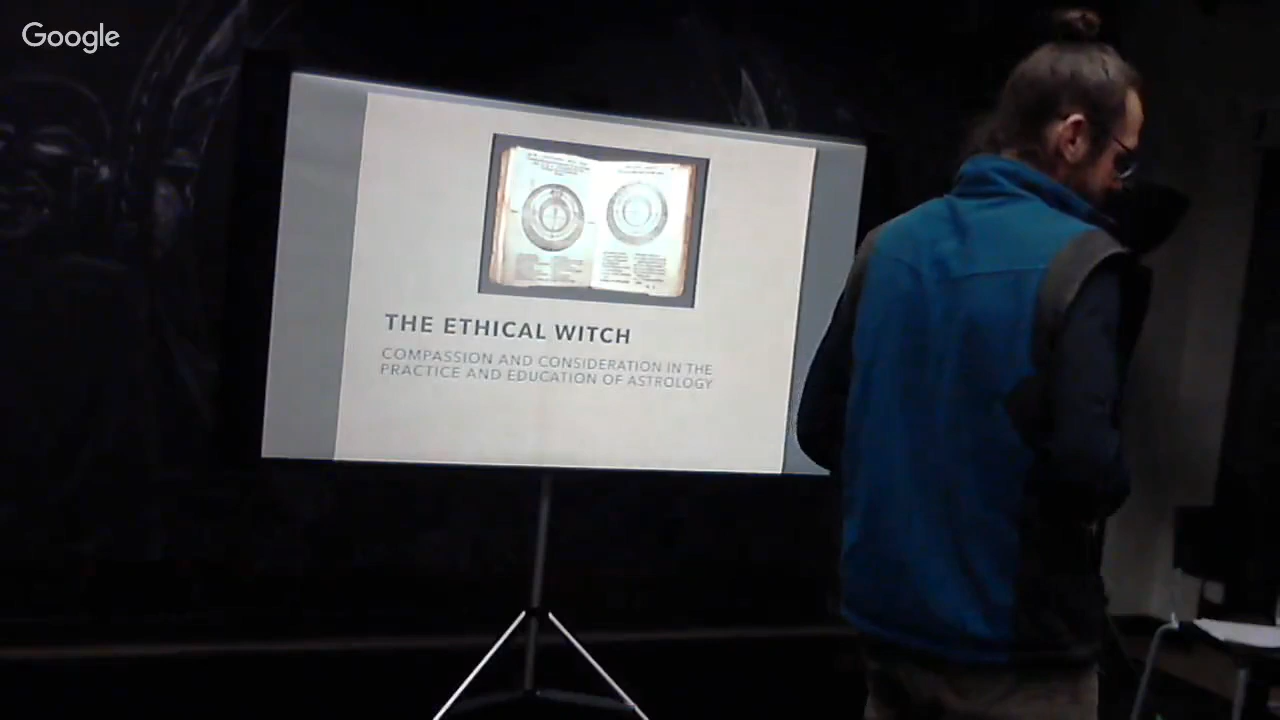 Google
THE ETHICAL WITCH
COMPASSION AND CONSIDERATION IN THE
PRACTICE AND EDUCATION OF ASTROLOGY